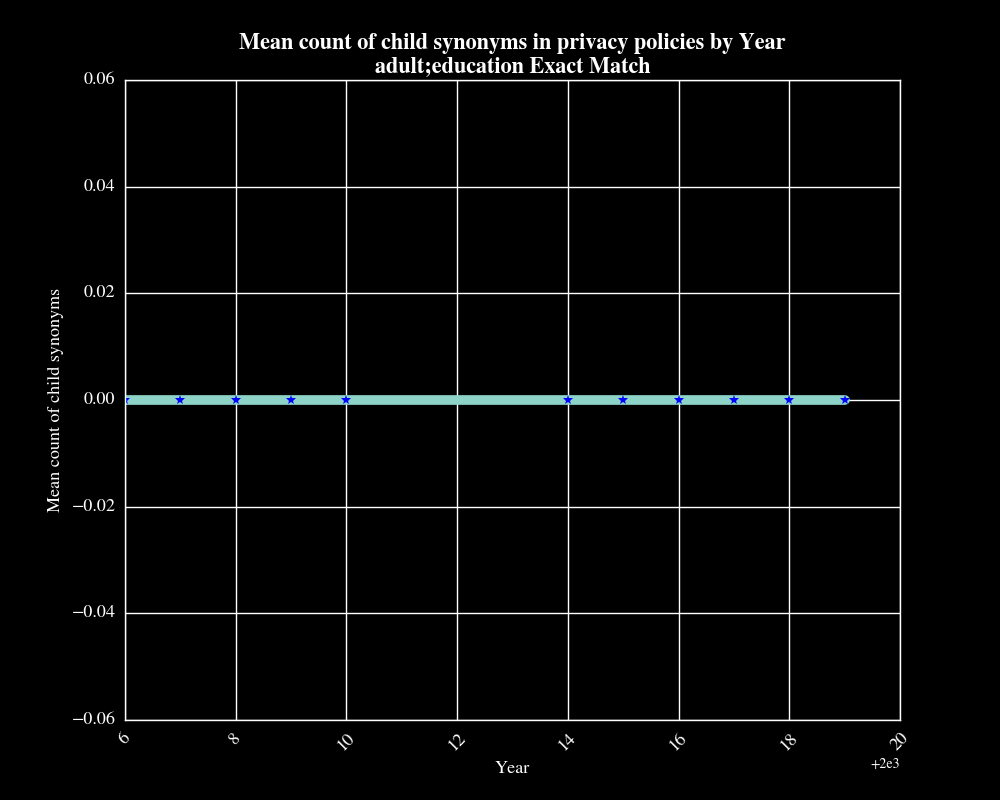 Mean count of child synonyms in privacy policies by Year
adult;education Exact Match
0.06
0.04
0.02
0.00
−0.02
−0.04
−0.06
Mean count of child synonyms
6 8 10 12 14 16 18 20
Year
+2e3